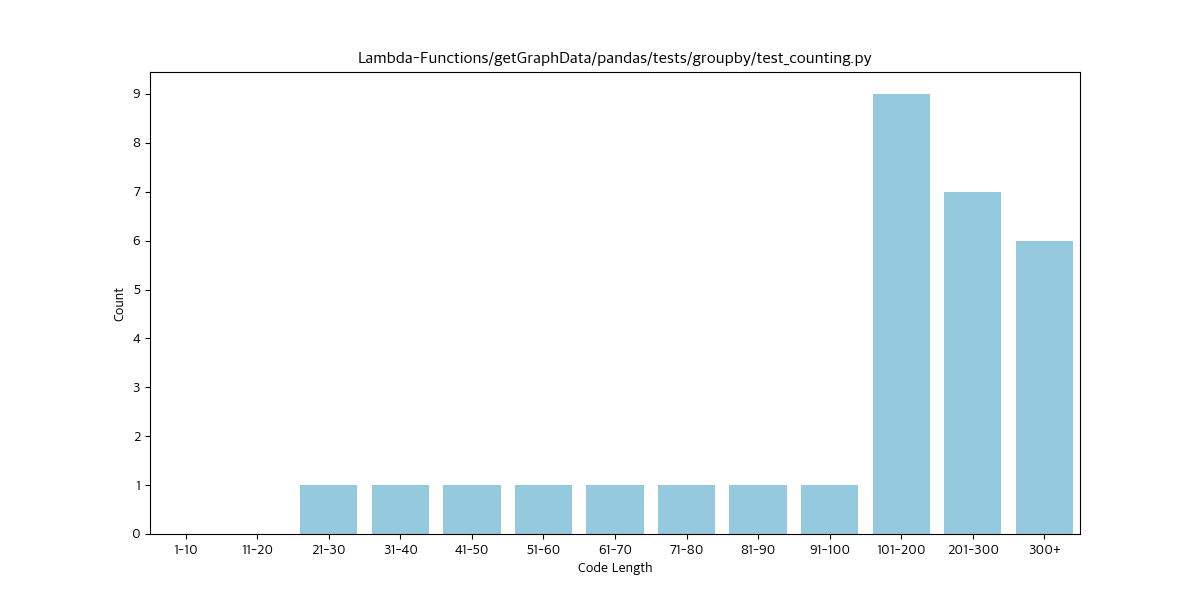 Lambda-Functions/getGraphData/pandas/tests/groupby/test_counting.py
9
8
7
6
5
4
3
2
1
0
Count
1-10 11-20 21-30 31-40 41-50 51-60 61-70 71-80 81-90 91-100 101-200 201-300 300+
Code Length